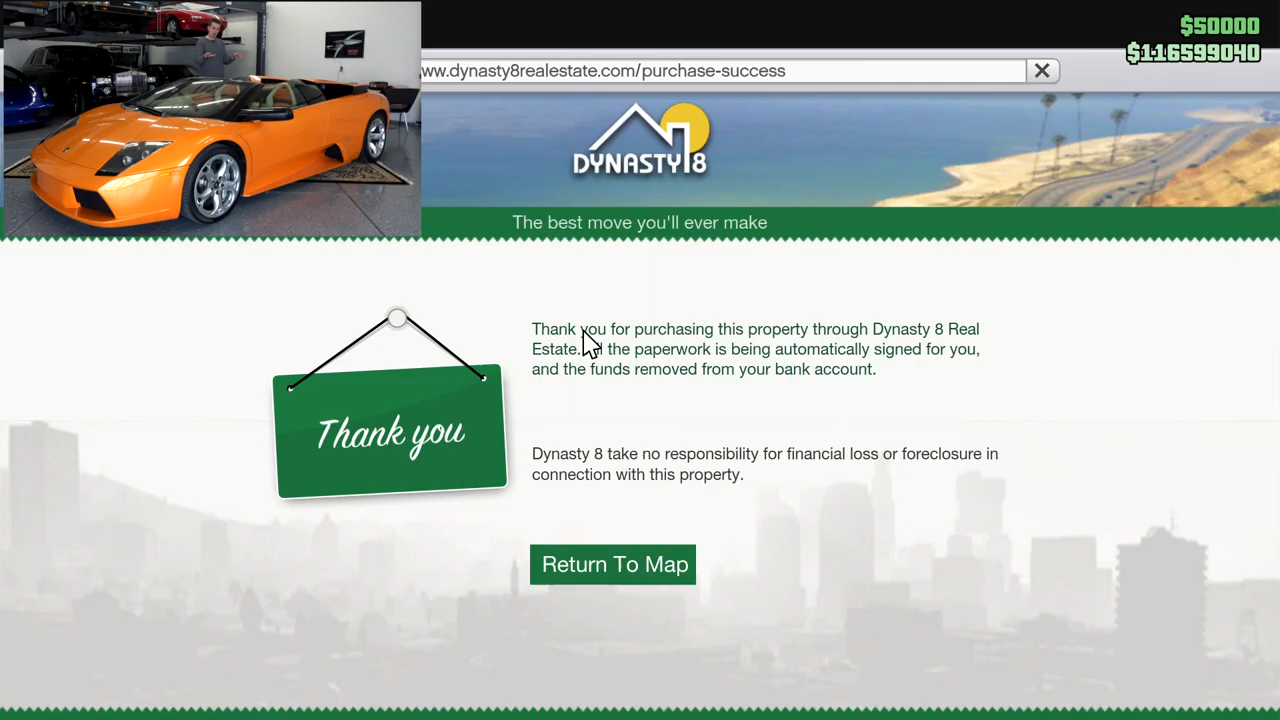 $50000
$116599040
ww.dynasty8realestate.com/purchase-success
DYNASTY 8
The best move you'll ever make
Thank you for purchasing this property through Dynasty 8 Real
Estate. the paperwork is being automatically signed for you,
and the funds removed from your bank account.
Thank you
Dynasty 8 take no responsibility for financial loss or foreclosure in
connection with this property.
Return To Map